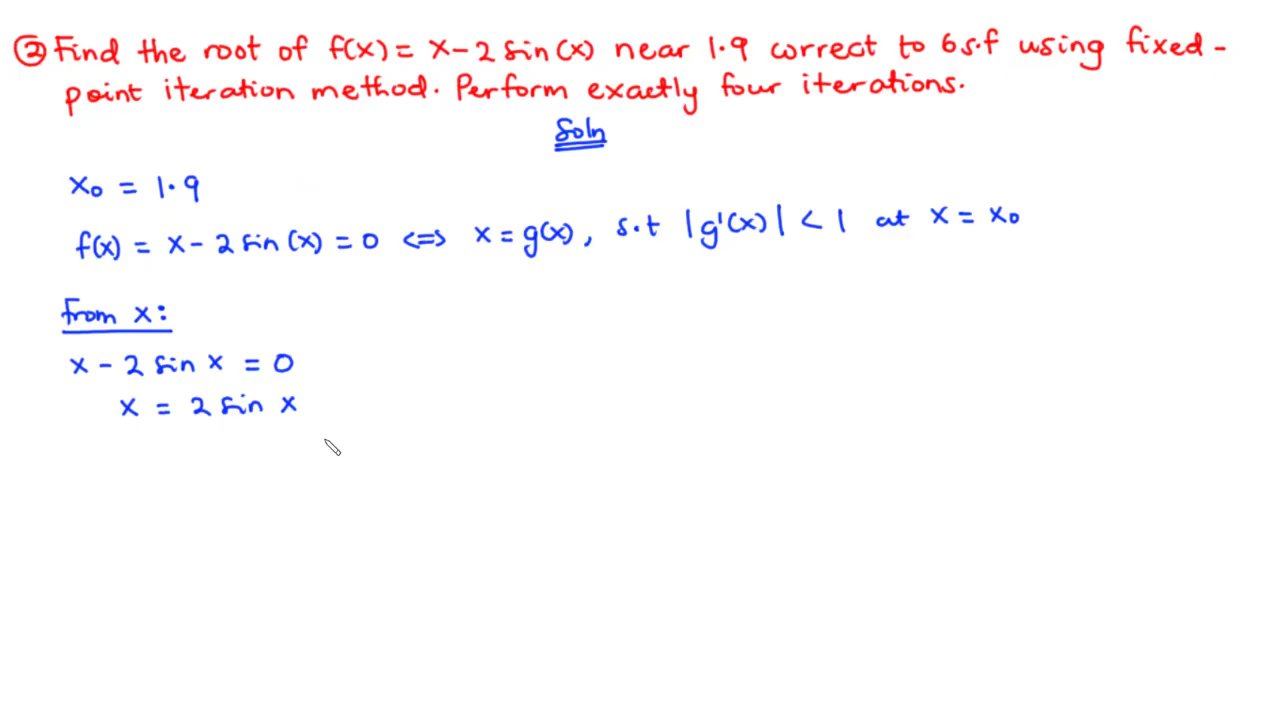 ② Find the root of f(x) = x - 2 sin(x) near 1.9 correct to 6 s.f using fixed-
point iteration method. Perform exactly four iterations.
Soln
x₀ = 1.9
f(x) = x - 2 sin(x) = 0 ⇔ x = g(x), s.t |g'(x)| < 1 at x = x₀
From x:
x - 2 sin x = 0
x = 2 sin x